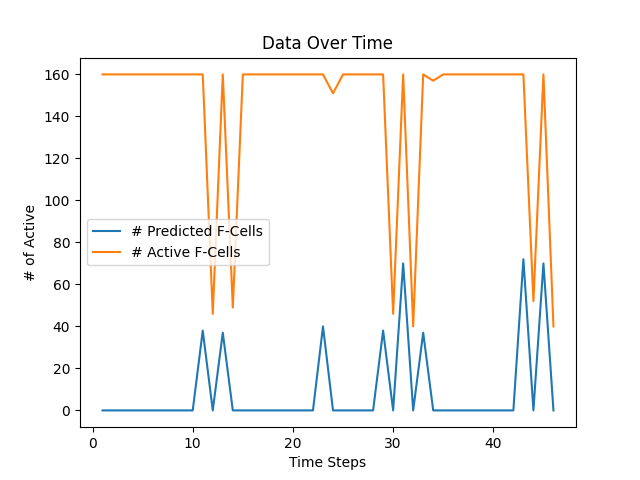 Data Over Time
# of Active
160
140
120
100
80
60
40
20
0
# Predicted F-Cells
# Active F-Cells
0
10
20
30
40
Time Steps